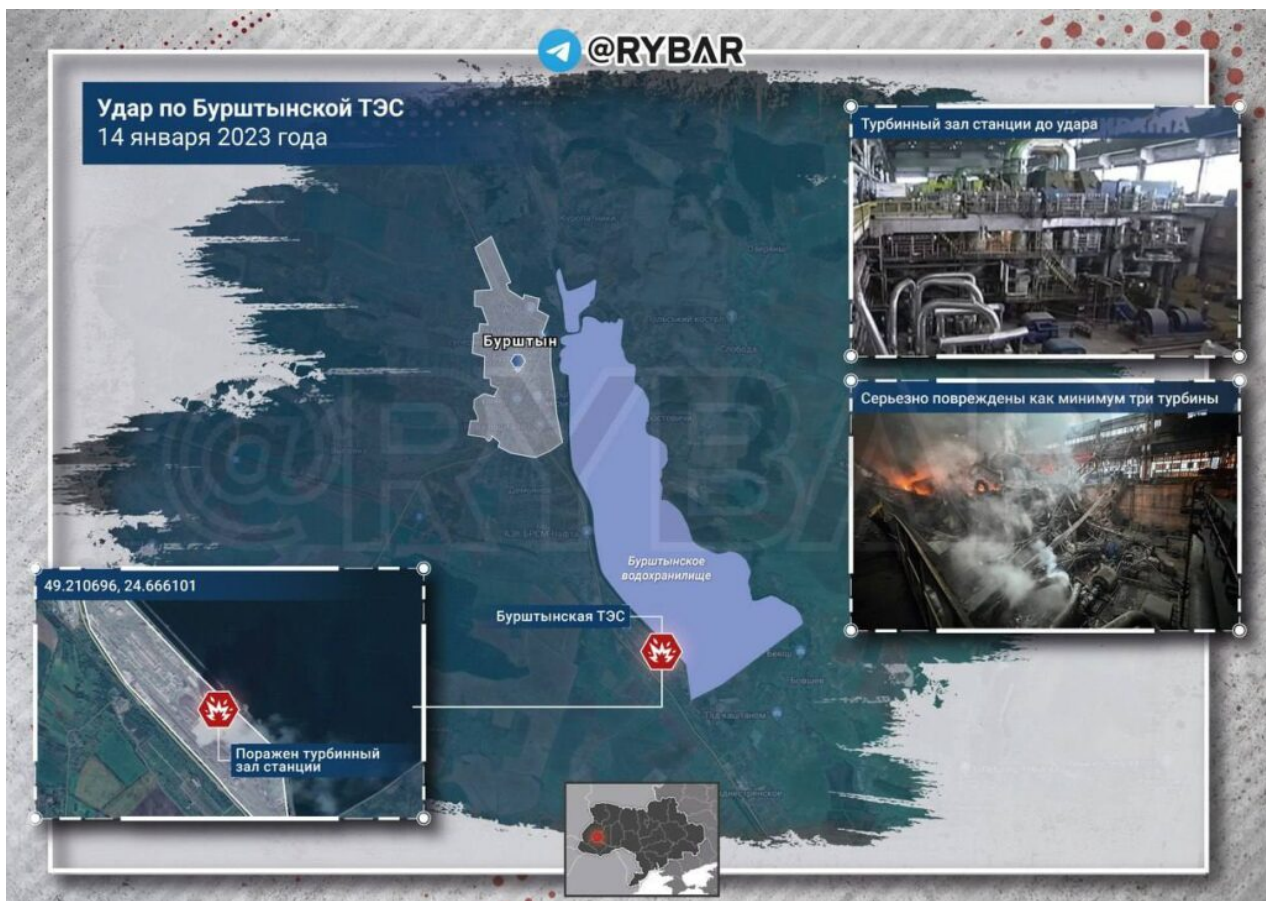 @RYBAR
Удар по Бурштынской ТЭС
14 января 2023 года
Турбинный зал станции до удара
Бурштын
Серьезно повреждены как минимум три турбины
@RYBAR
Бурштынское
водохранилище
49.210696, 24.666101
Бурштынская ТЭС
Поражен турбинный
зал станции